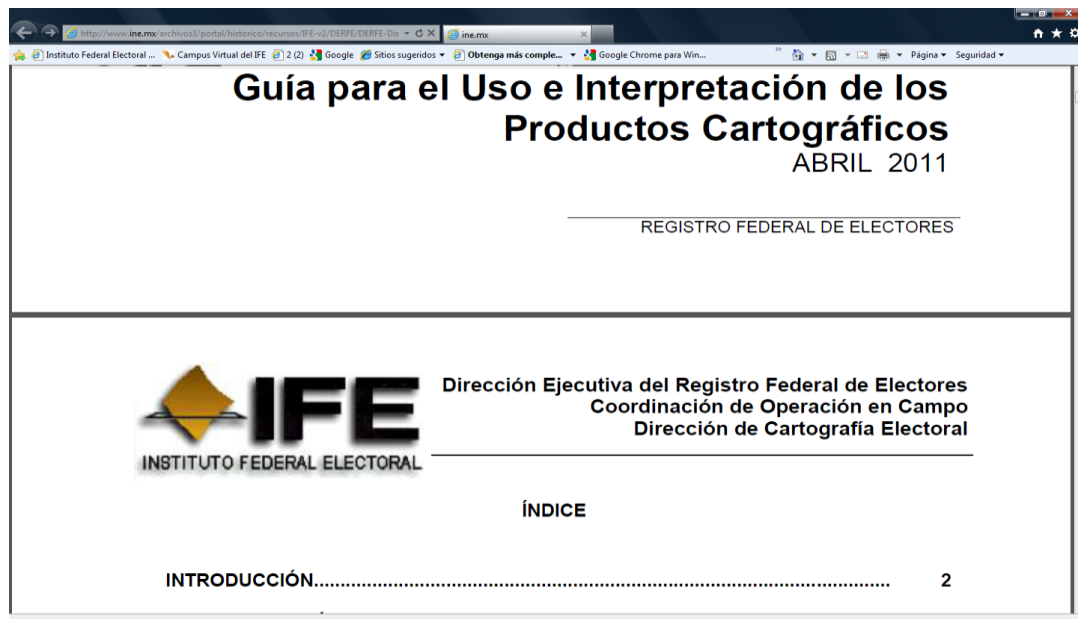 http://www.ine.mx/archivos3/portal/historico/recursos/IFE-v2/DERFE/DERFE-Dis
ine.mx
Instituto Federal Electoral ... Campus Virtual del IFE 2 (2) Google Sitios sugeridos Obtenga más comple... Google Chrome para Win... Página Seguridad
Guía para el Uso e Interpretación de los
Productos Cartográficos
ABRIL 2011
REGISTRO FEDERAL DE ELECTORES
IFE
INSTITUTO FEDERAL ELECTORAL
Dirección Ejecutiva del Registro Federal de Electores
Coordinación de Operación en Campo
Dirección de Cartografía Electoral
ÍNDICE
INTRODUCCIÓN............................................................................................................. 2